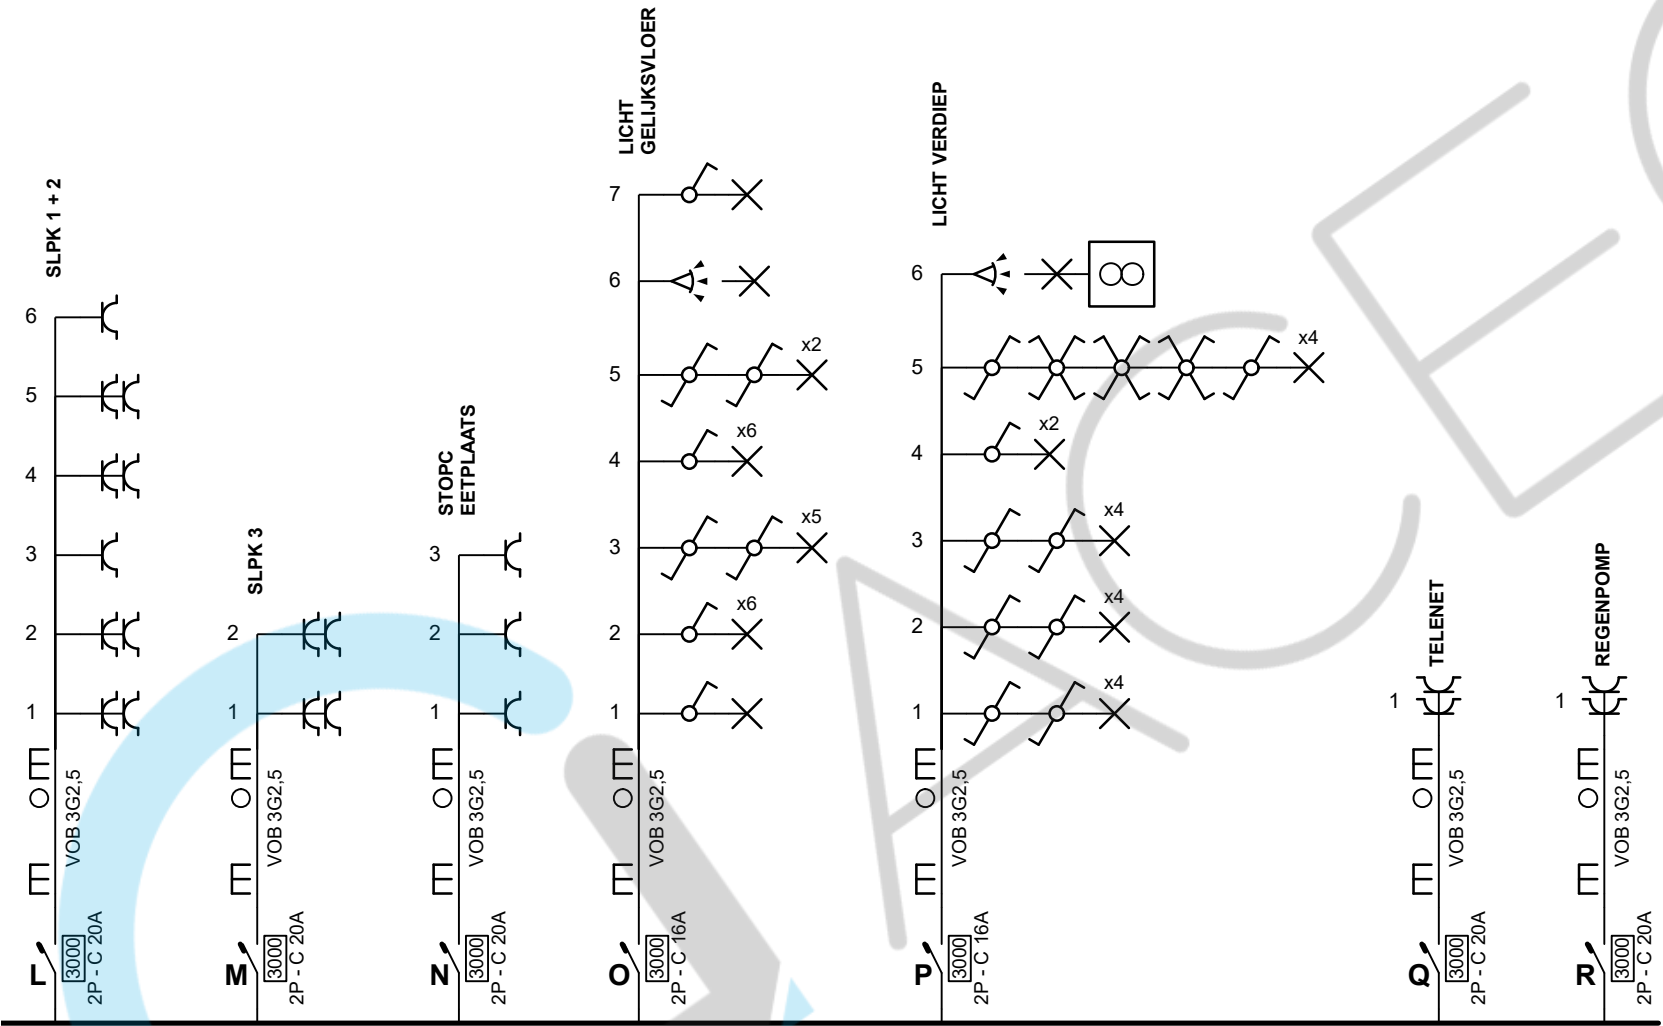 SLPK 1 + 2
6
5
4
3
2
1
VOB 3G2,5
L
3000
2P - C 20A
SLPK 3
2
1
VOB 3G2,5
M
3000
2P - C 20A
STOPC
EETPLAATS
3
2
1
VOB 3G2,5
N
3000
2P - C 20A
LICHT
GELIJKSVLOER
7
6
5
x2
4
x6
3
x5
2
x6
1
VOB 3G2,5
O
3000
2P - C 16A
LICHT VERDIEP
6
5
x4
4
x2
3
x4
2
x4
1
x4
VOB 3G2,5
P
3000
2P - C 16A
TELENET
1
VOB 3G2,5
Q
3000
2P - C 20A
REGENPOMP
1
VOB 3G2,5
R
3000
2P - C 20A